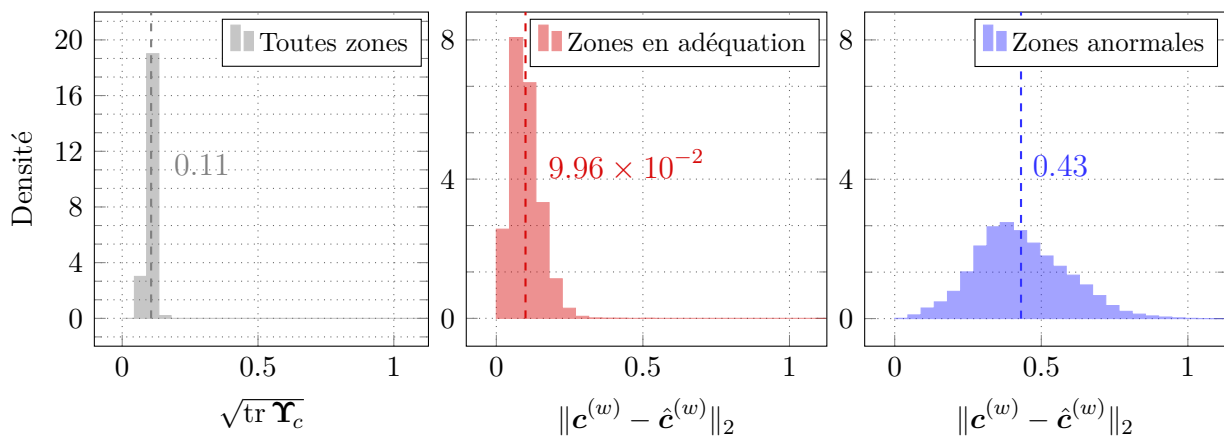 Densité
20
16
12
8
4
0
0
0.5
1
√tr Υ_c
Toutes zones
0.11
8
4
0
0
0.5
1
‖c^(w) − ĉ^(w)‖₂
Zones en adéquation
9.96 × 10⁻²
8
4
0
0
0.5
1
‖c^(w) − ĉ^(w)‖₂
Zones anormales
0.43